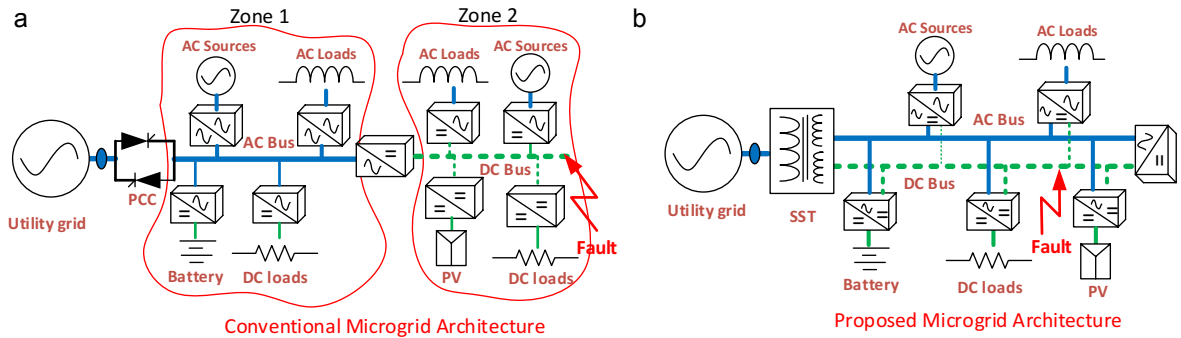 a
Zone 1
Zone 2
AC Sources
AC Loads
AC Loads
AC Sources
AC Bus
DC Bus
PCC
Utility grid
Battery
DC loads
PV
DC loads
Fault
Conventional Microgrid Architecture
b
AC Sources
AC Loads
AC Bus
DC Bus
Utility grid
SST
Fault
Battery
DC loads
PV
Proposed Microgrid Architecture